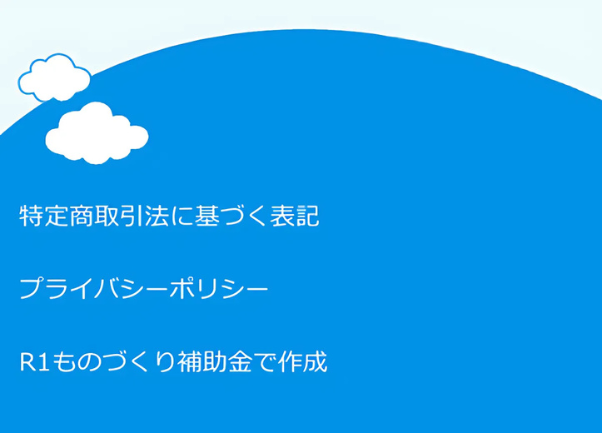 特定商取引法に基づく表記
プライバシーポリシー
R1ものづくり補助金で作成